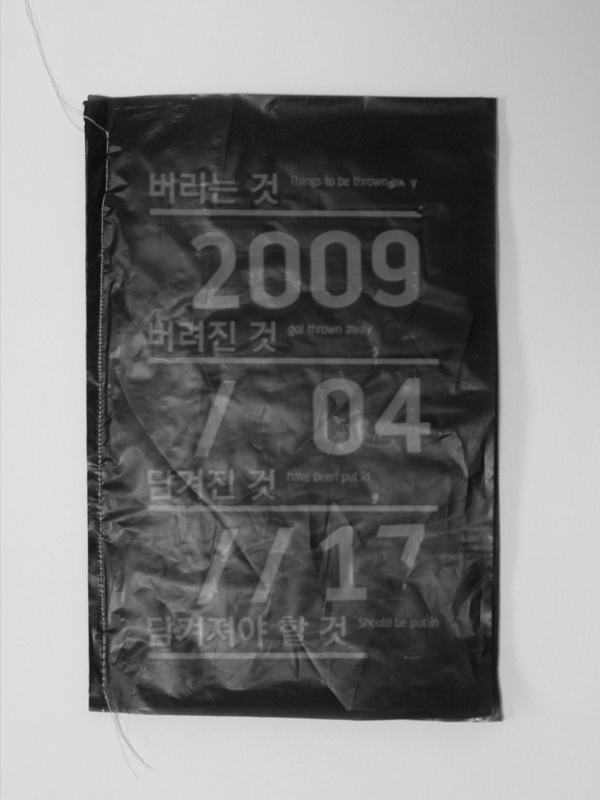 버리는 것 Things to be thrown
2009
버려진 것 got thrown away
/ 04
담겨진 것 have been put in
//17
담겨져야 할 것 Should be put in